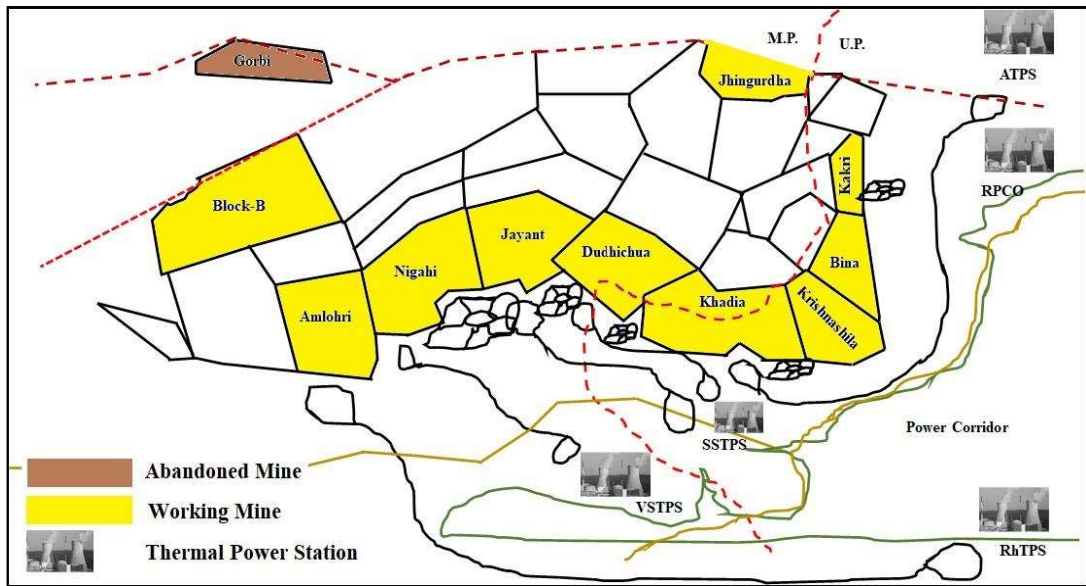 M.P.
U.P.
Gorbi
Jhingurdha
ATPS
Kakri
RPCO
Block-B
Jayant
Dudhichua
Nigahi
Bina
Khadia
Krishnashila
Amlohri
Power Corridor
SSTPS
VSTPS
RhTPS
Abandoned Mine
Working Mine
Thermal Power Station